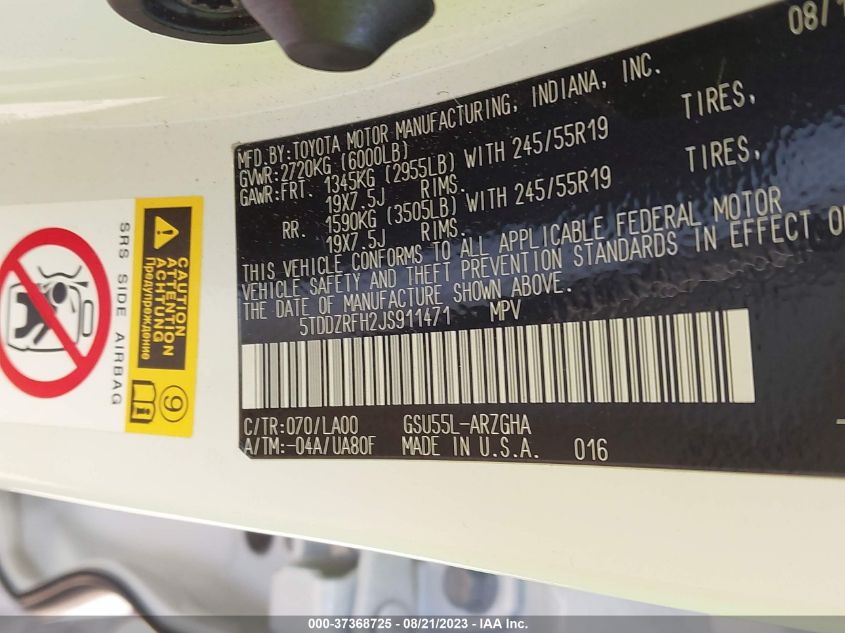 08/1
MFD.BY:TOYOTA MOTOR MANUFACTURING, INDIANA, INC.
GVWR:2720KG (6000LB)
GAWR:FRT. 1345KG (2955LB) WITH 245/55R19 TIRES,
19X7.5J RIMS.
RR. 1590KG (3505LB) WITH 245/55R19 TIRES,
19X7.5J RIMS.
THIS VEHICLE CONFORMS TO ALL APPLICABLE FEDERAL MOTOR
VEHICLE SAFETY AND THEFT PREVENTION STANDARDS IN EFFECT O
THE DATE OF MANUFACTURE SHOWN ABOVE.
5TDDZRFH2JS911471 MPV
C/TR:070/LA00 GSU55L-ARZGHA
A/TM:-04A/UA80F MADE IN U.S.A. 016
CAUTION
ATTENTION
ACHTUNG
Предупреждение
9
i
SRS SIDE AIRBAG
000-37368725 - 08/21/2023 - IAA Inc.